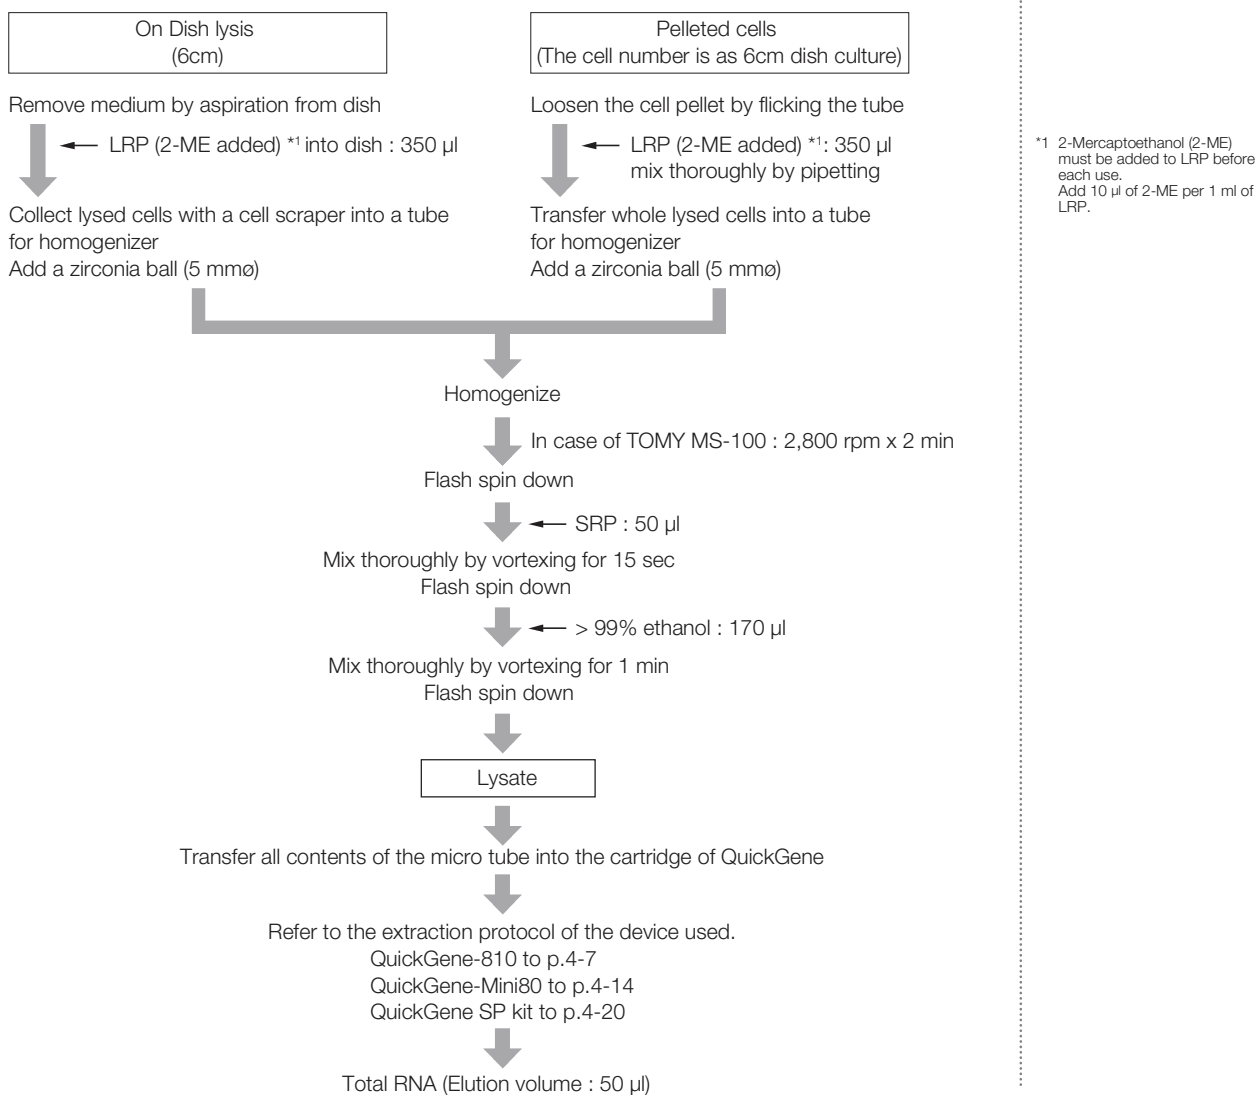 On Dish lysis
(6cm)
Remove medium by aspiration from dish
LRP (2-ME added) *1 into dish : 350 µl
Collect lysed cells with a cell scraper into a tube
for homogenizer
Add a zirconia ball (5 mmø)
Pelleted cells
(The cell number is as 6cm dish culture)
Loosen the cell pellet by flicking the tube
LRP (2-ME added) *1: 350 µl
mix thoroughly by pipetting
Transfer whole lysed cells into a tube
for homogenizer
Add a zirconia ball (5 mmø)
Homogenize
In case of TOMY MS-100 : 2,800 rpm x 2 min
Flash spin down
SRP : 50 µl
Mix thoroughly by vortexing for 15 sec
Flash spin down
> 99% ethanol : 170 µl
Mix thoroughly by vortexing for 1 min
Flash spin down
Lysate
Transfer all contents of the micro tube into the cartridge of QuickGene
Refer to the extraction protocol of the device used.
QuickGene-810 to p.4-7
QuickGene-Mini80 to p.4-14
QuickGene SP kit to p.4-20
Total RNA (Elution volume : 50 µl)
*1 2-Mercaptoethanol (2-ME)
must be added to LRP before
each use.
Add 10 µl of 2-ME per 1 ml of
LRP.